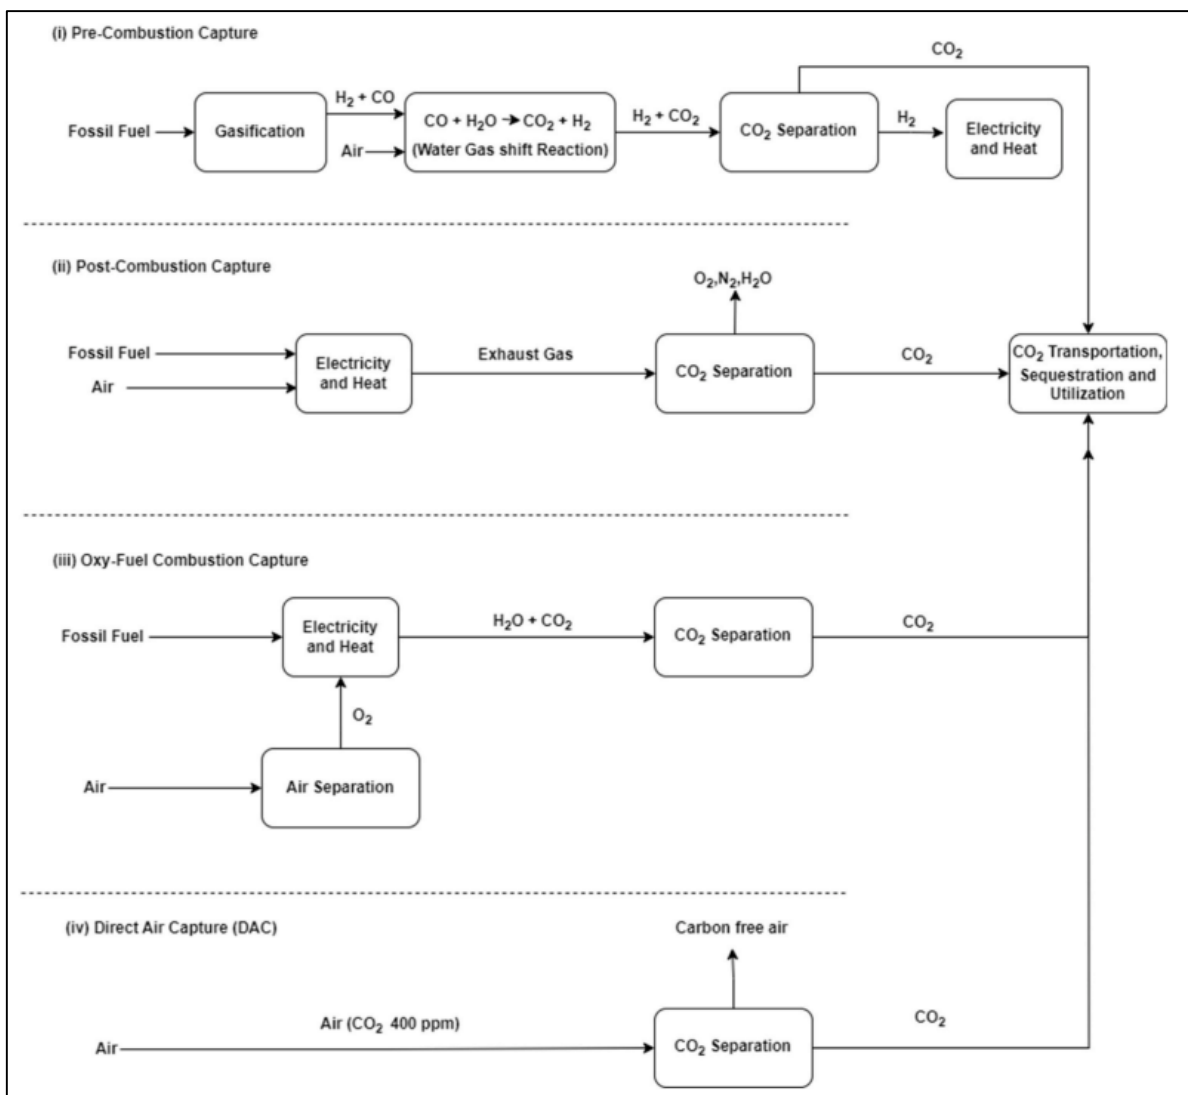 (i) Pre-Combustion Capture
CO₂
H₂ + CO
Fossil Fuel
Gasification
CO + H₂O → CO₂ + H₂
Air
(Water Gas shift Reaction)
H₂ + CO₂
CO₂ Separation
H₂
Electricity
and Heat
(ii) Post-Combustion Capture
O₂,N₂,H₂O
Fossil Fuel
Air
Electricity
and Heat
Exhaust Gas
CO₂ Separation
CO₂
CO₂ Transportation,
Sequestration and
Utilization
(iii) Oxy-Fuel Combustion Capture
Fossil Fuel
Electricity
and Heat
H₂O + CO₂
CO₂ Separation
CO₂
O₂
Air
Air Separation
(iv) Direct Air Capture (DAC)
Carbon free air
Air
Air (CO₂ 400 ppm)
CO₂ Separation
CO₂